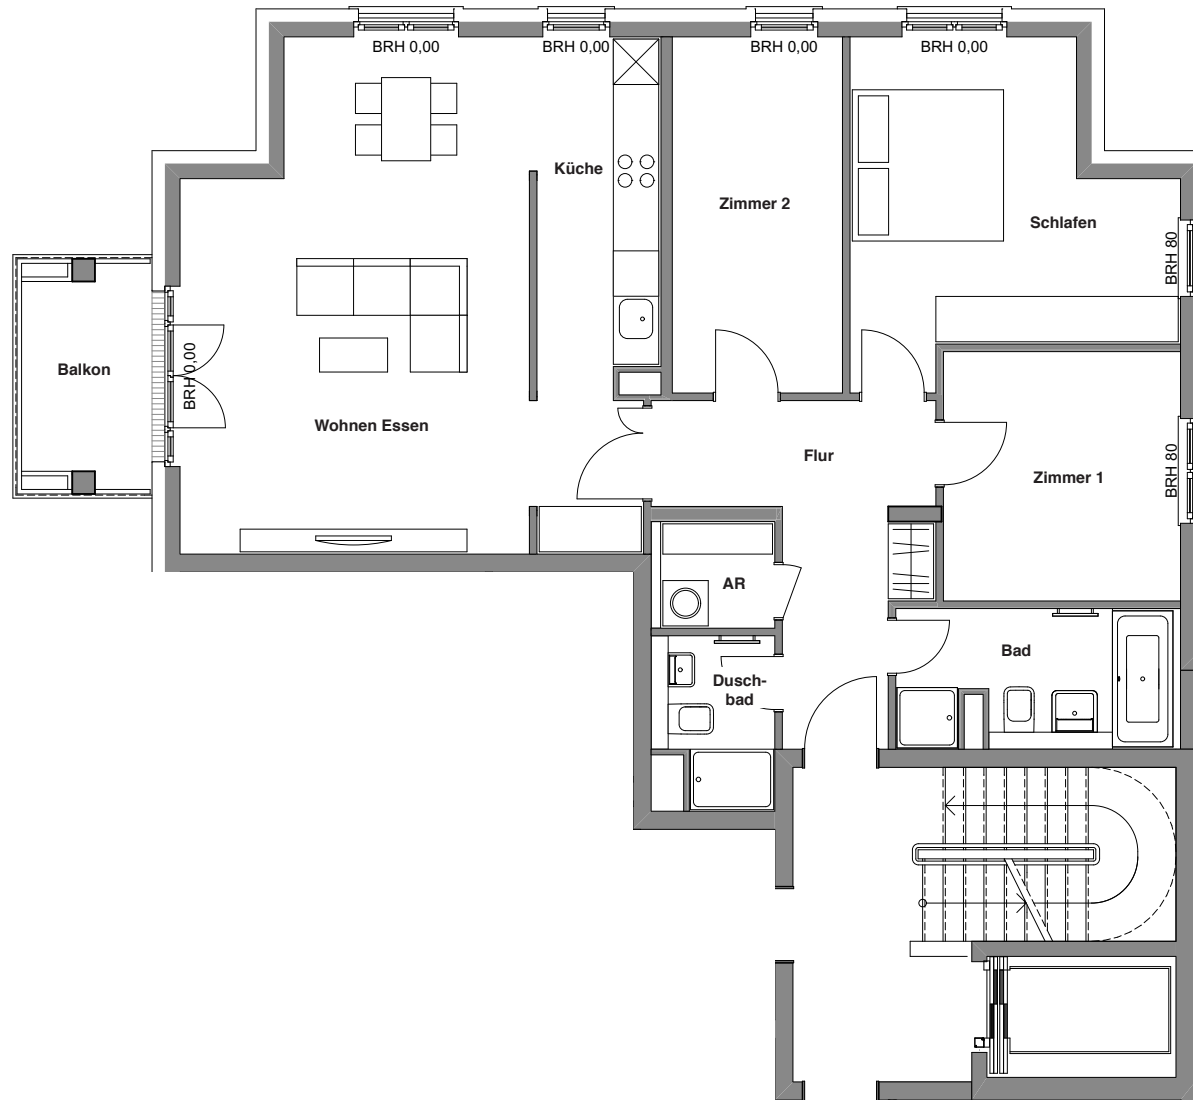 BRH 0,00
BRH 0,00
BRH 0,00
BRH 0,00
Küche
Zimmer 2
Schlafen
BRH 80
Balkon
BRH 0,00
Wohnen Essen
Flur
Zimmer 1
BRH 80
AR
Bad
Dusch-
bad